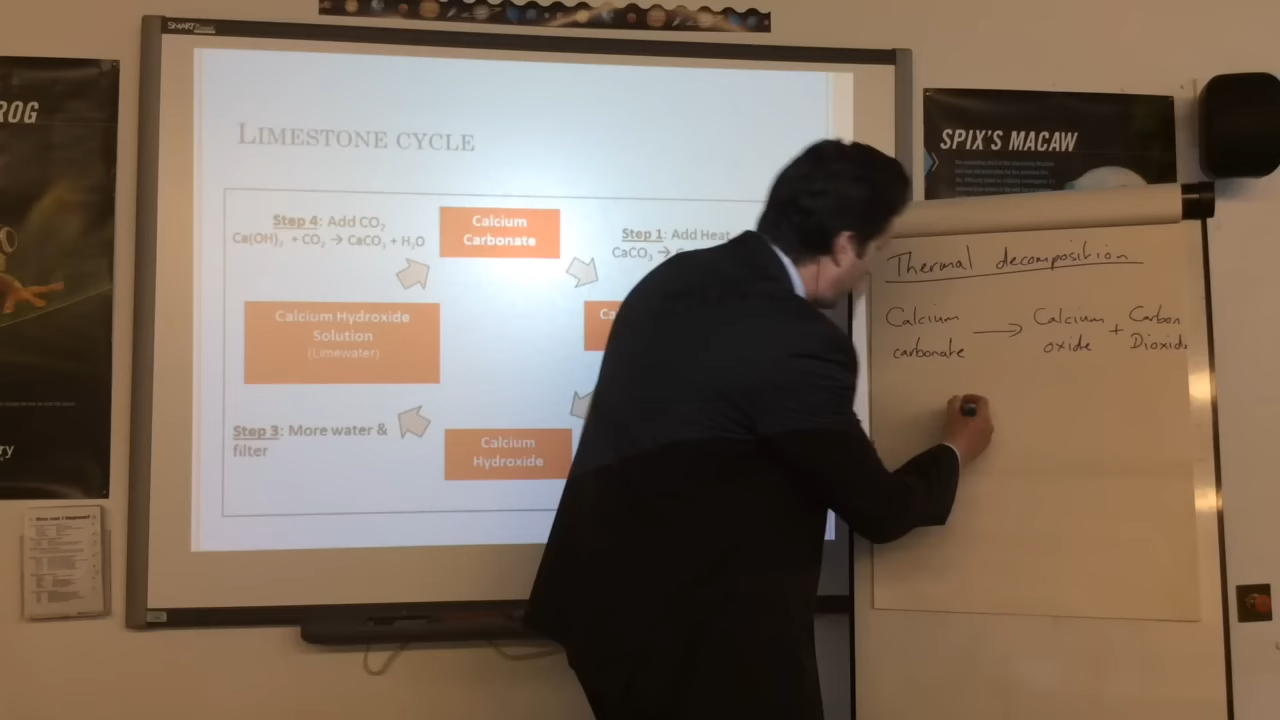 SMART
ROG
SPIX'S MACAW
LIMESTONE CYCLE
Step 4: Add CO₂
Ca(OH)₂ + CO₂ → CaCO₃ + H₂O
Calcium
Carbonate
Step 1: Add Heat
CaCO₃ →
Calcium Hydroxide
Solution
(Limewater)
Ca
Step 3: More water &
filter
Calcium
Hydroxide
ry
Thermal decomposition
Calcium → Calcium + Carbon
carbonate oxide Dioxide